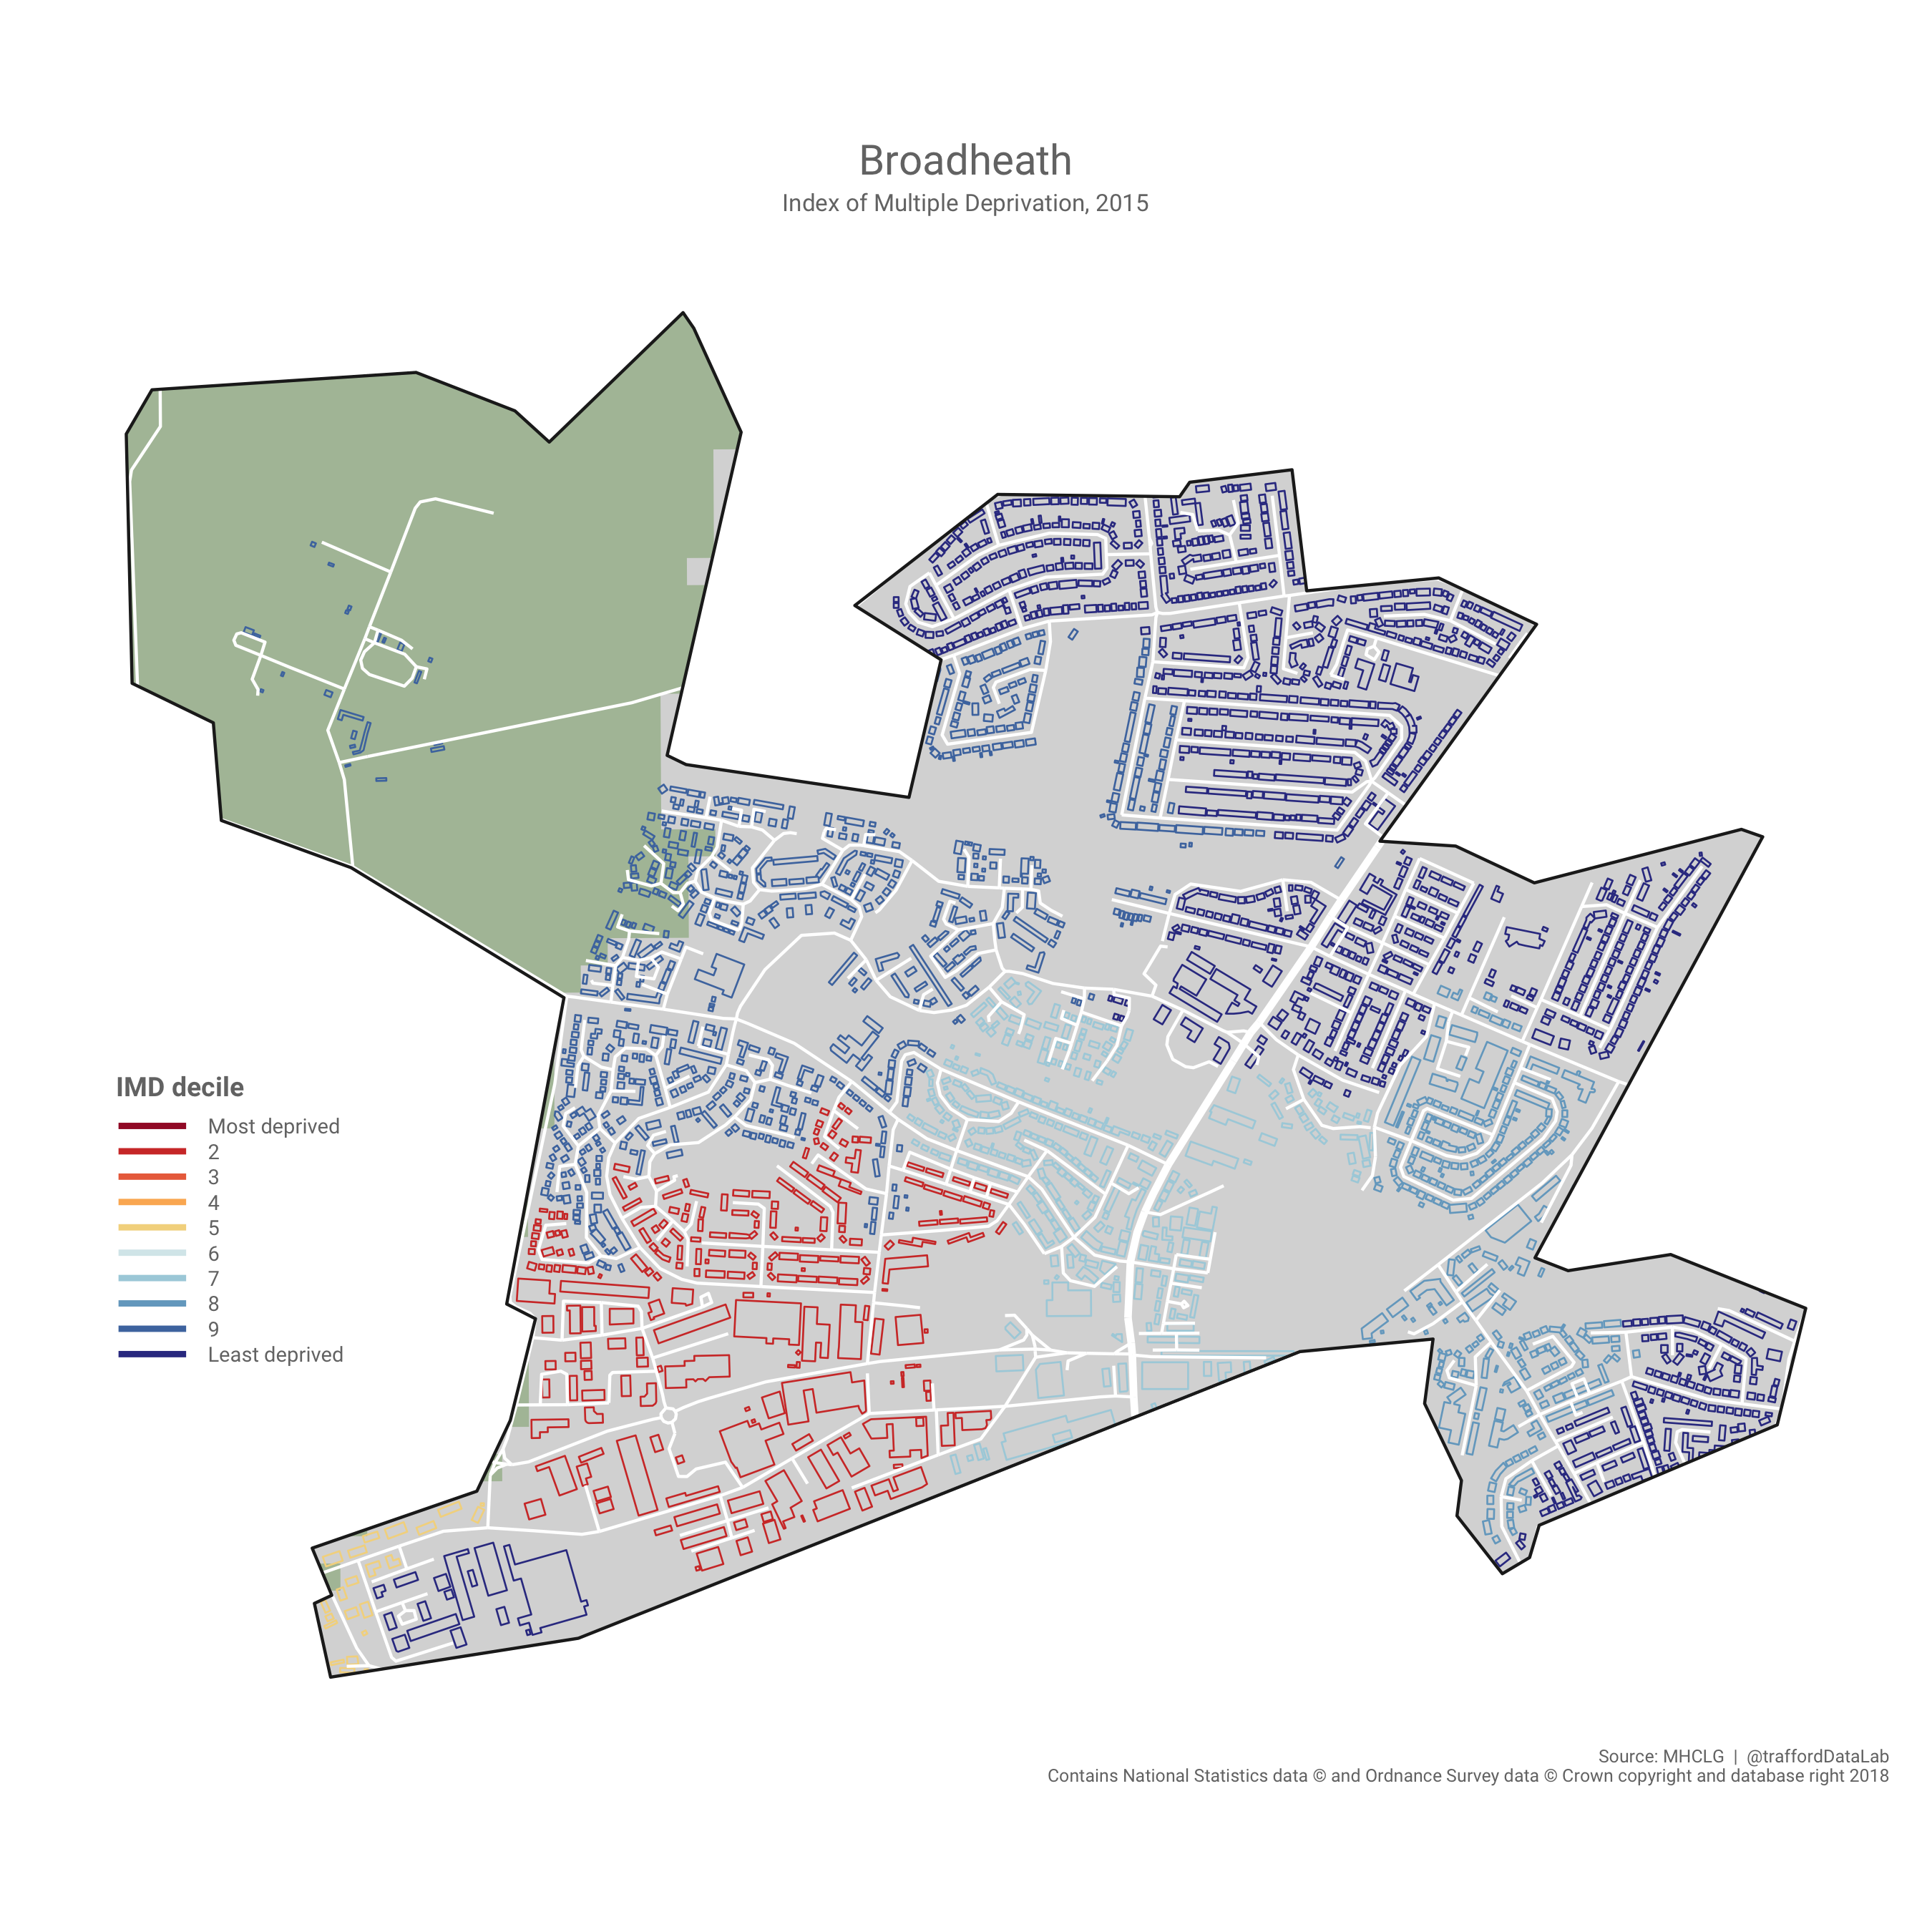 Broadheath
Index of Multiple Deprivation, 2015
IMD decile
Most deprived
2
3
4
5
6
7
8
9
Least deprived
Source: MHCLG | @traffordDataLab
Contains National Statistics data © and Ordnance Survey data © Crown copyright and database right 2018